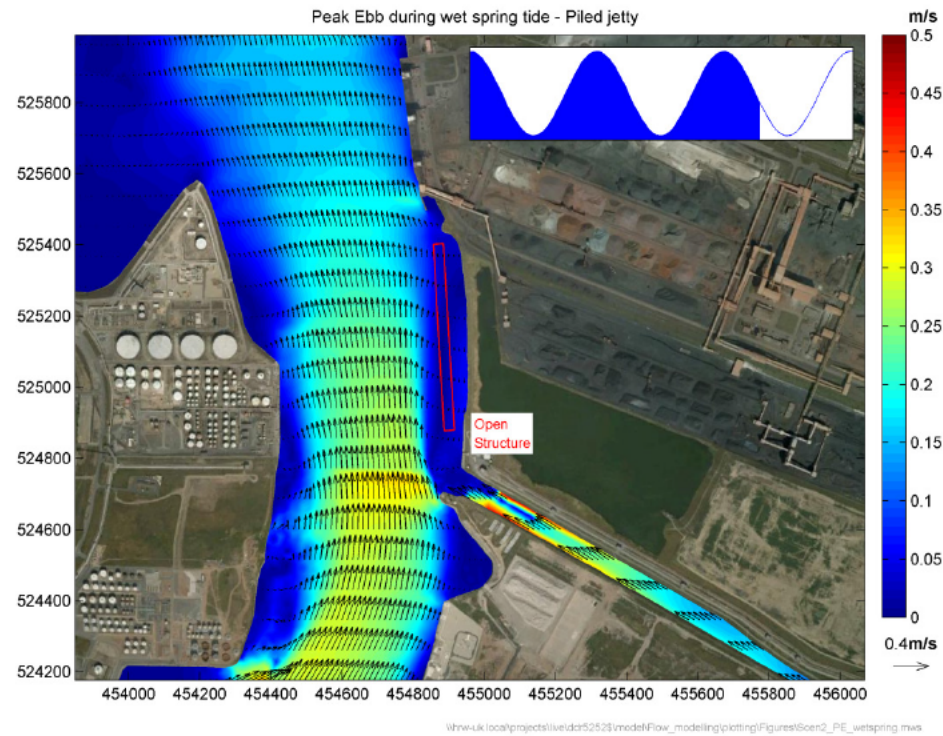 Peak Ebb during wet spring tide - Piled jetty
m/s
0.5
0.45
0.4
0.35
0.3
0.25
0.2
0.15
0.1
0.05
0
0.4m/s
525800
525600
525400
525200
525000
524800
524600
524400
524200
Open
Structure
454000 454200 454400 454600 454800 455000 455200 455400 455600 455800 456000
\\hrw-uk.local\projects\live\ddr5252$\model\Flow_modelling\plotting\Figures\Scen2_PE_wetspring.mws